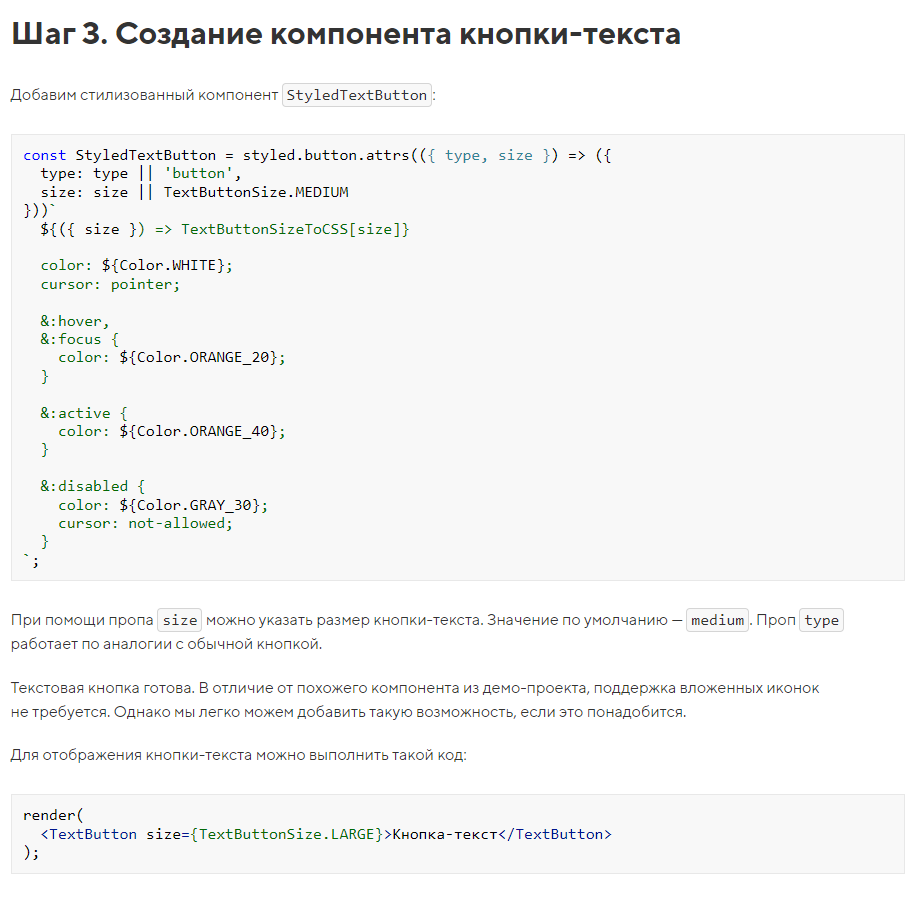 Шаг 3. Создание компонента кнопки-текста
Добавим стилизованный компонент StyledTextButton:
const StyledTextButton = styled.button.attrs(({ type, size }) => ({
  type: type || 'button',
  size: size || TextButtonSize.MEDIUM
}))`
  ${({ size }) => TextButtonSizeToCSS[size]}
  color: ${Color.WHITE};
  cursor: pointer;
  &:hover,
  &:focus {
    color: ${Color.ORANGE_20};
  }
  &:active {
    color: ${Color.ORANGE_40};
  }
  &:disabled {
    color: ${Color.GRAY_30};
    cursor: not-allowed;
  }
`;
При помощи пропа size можно указать размер кнопки-текста. Значение по умолчанию — medium. Проп type
работает по аналогии с обычной кнопкой.
Текстовая кнопка готова. В отличие от похожего компонента из демо-проекта, поддержка вложенных иконок
не требуется. Однако мы легко можем добавить такую возможность, если это понадобится.
Для отображения кнопки-текста можно выполнить такой код:
render(
  <TextButton size={TextButtonSize.LARGE}>Кнопка-текст</TextButton>
);